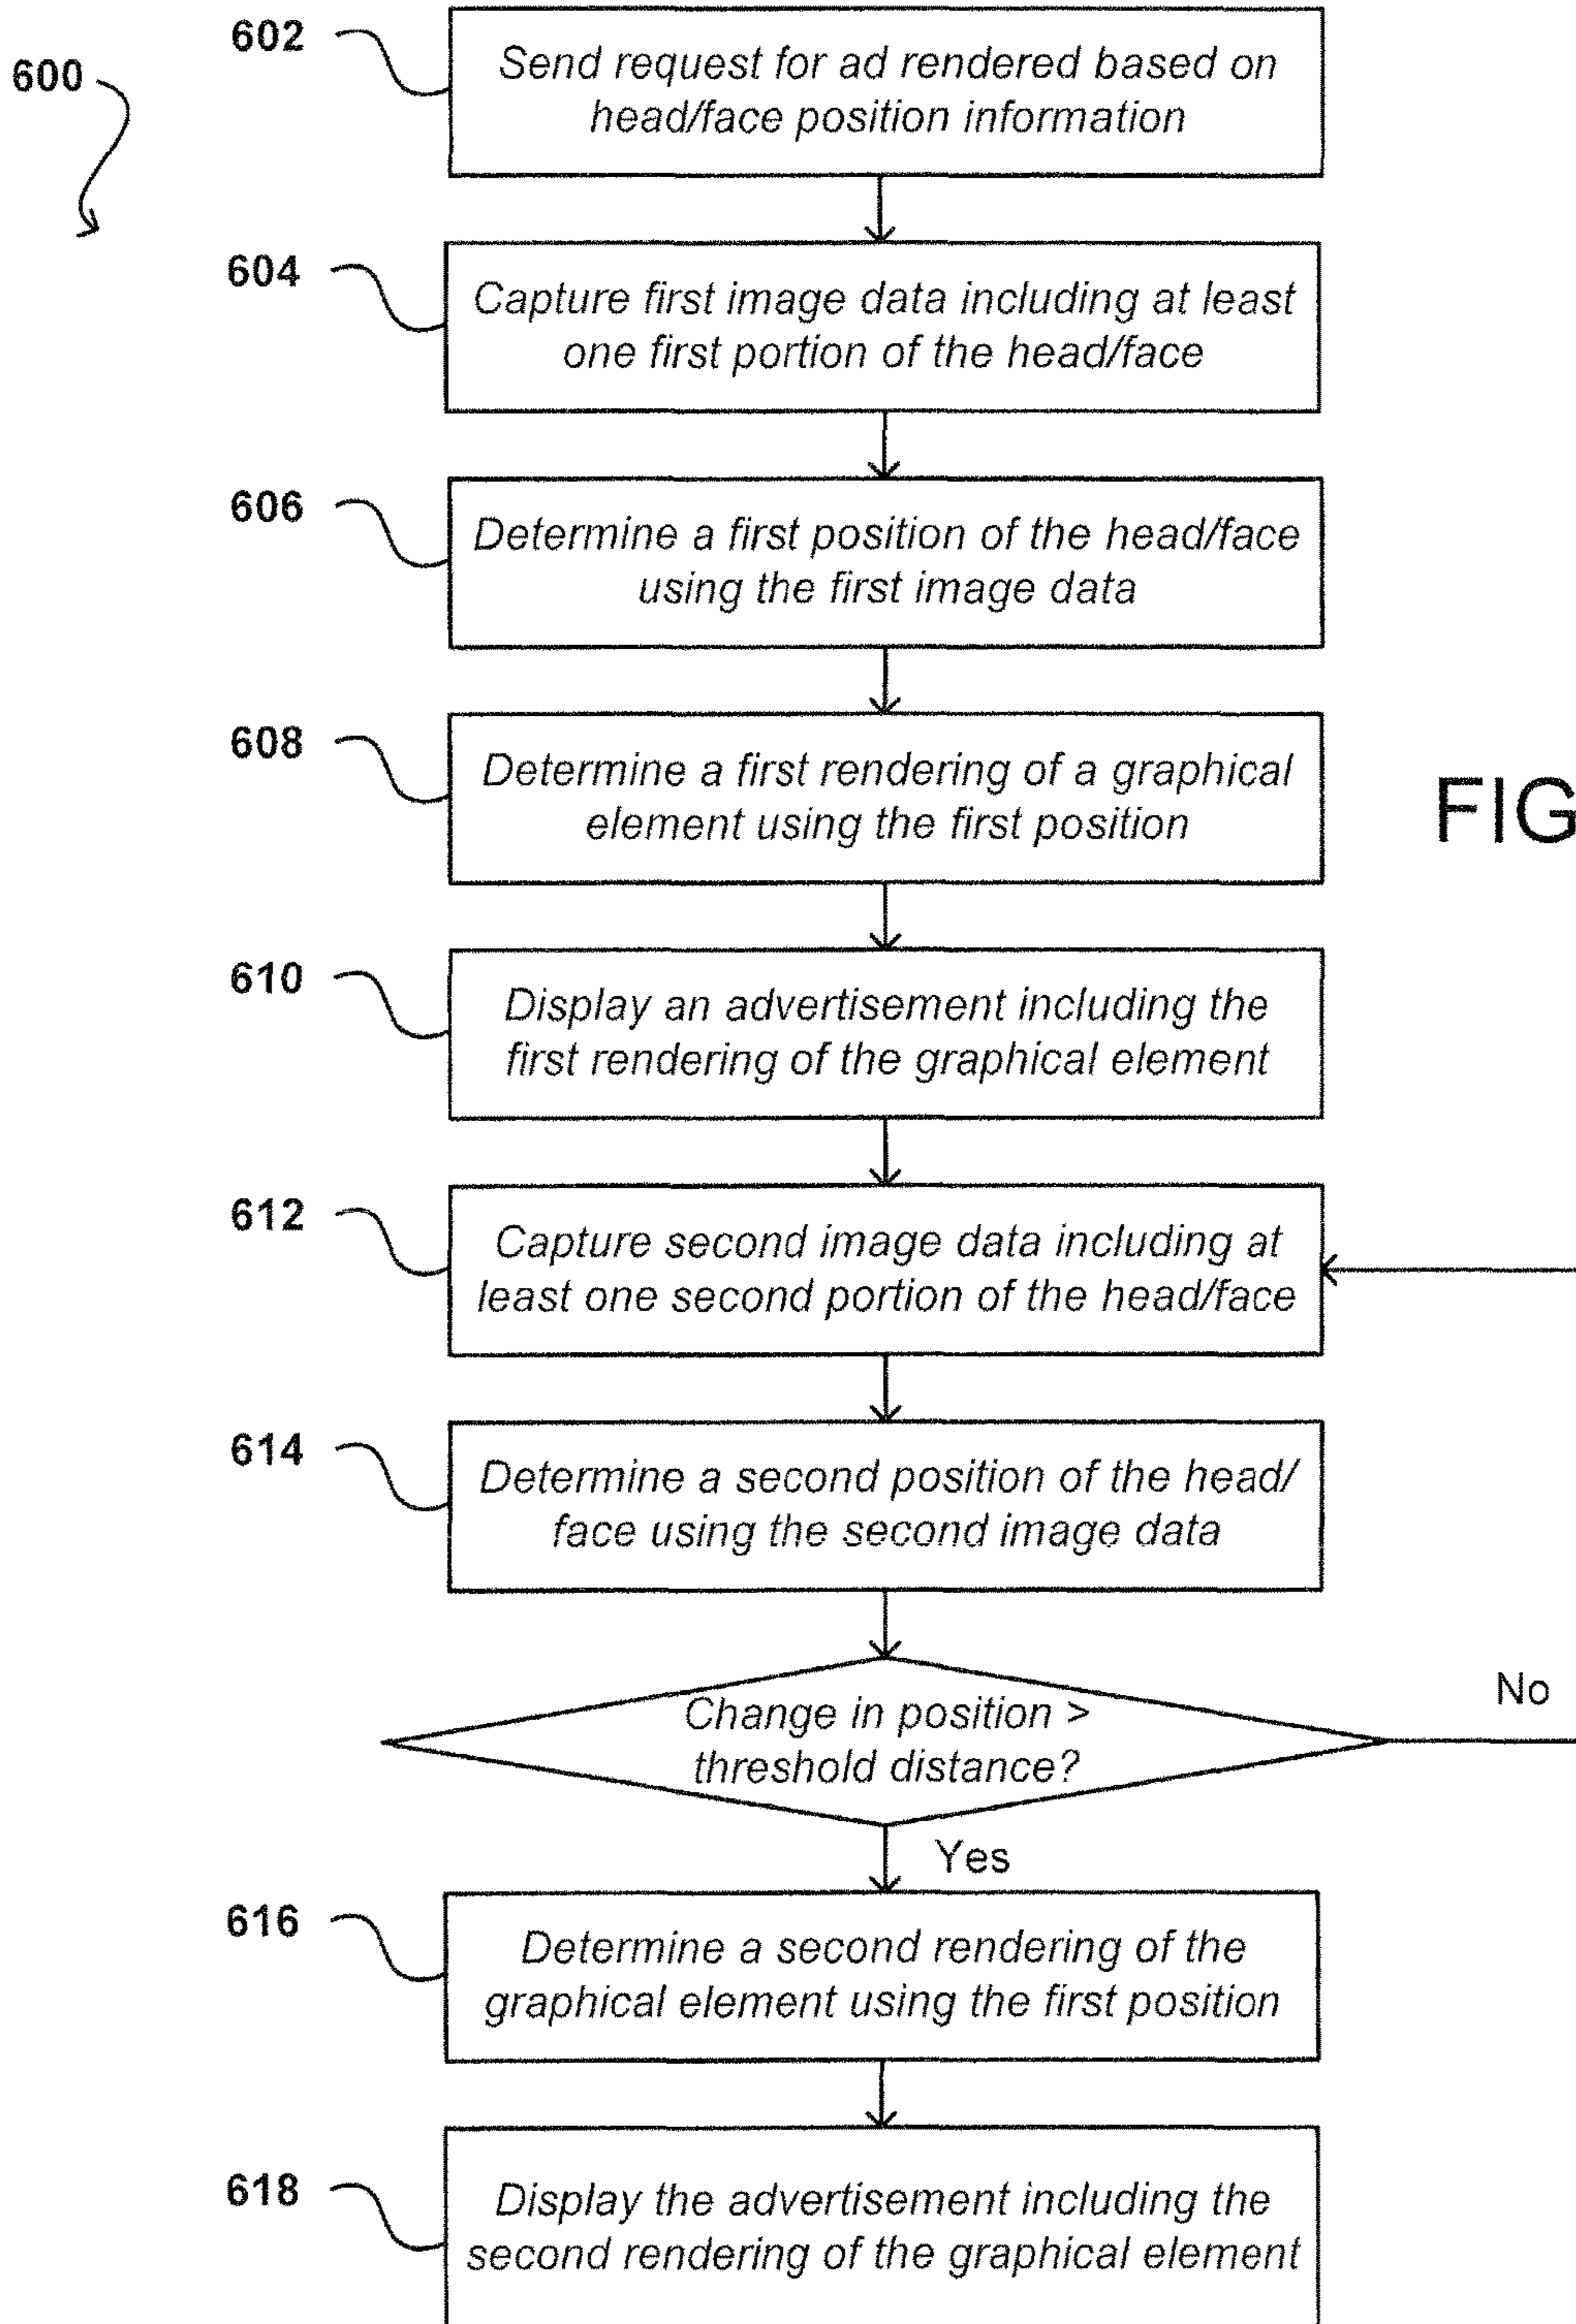 600
602
Send request for ad rendered based on
head/face position information
604
Capture first image data including at least
one first portion of the head/face
606
Determine a first position of the head/face
using the first image data
608
Determine a first rendering of a graphical
element using the first position
FIG
610
Display an advertisement including the
first rendering of the graphical element
612
Capture second image data including at
least one second portion of the head/face
614
Determine a second position of the head/
face using the second image data
Change in position >
threshold distance?
No
Yes
616
Determine a second rendering of the
graphical element using the first position
618
Display the advertisement including the
second rendering of the graphical element